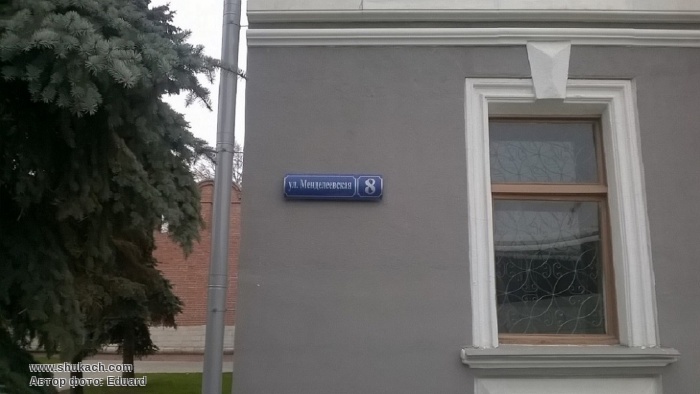 ул. Менделеевская 8
www.shukach.com
Автор фото: Eduard